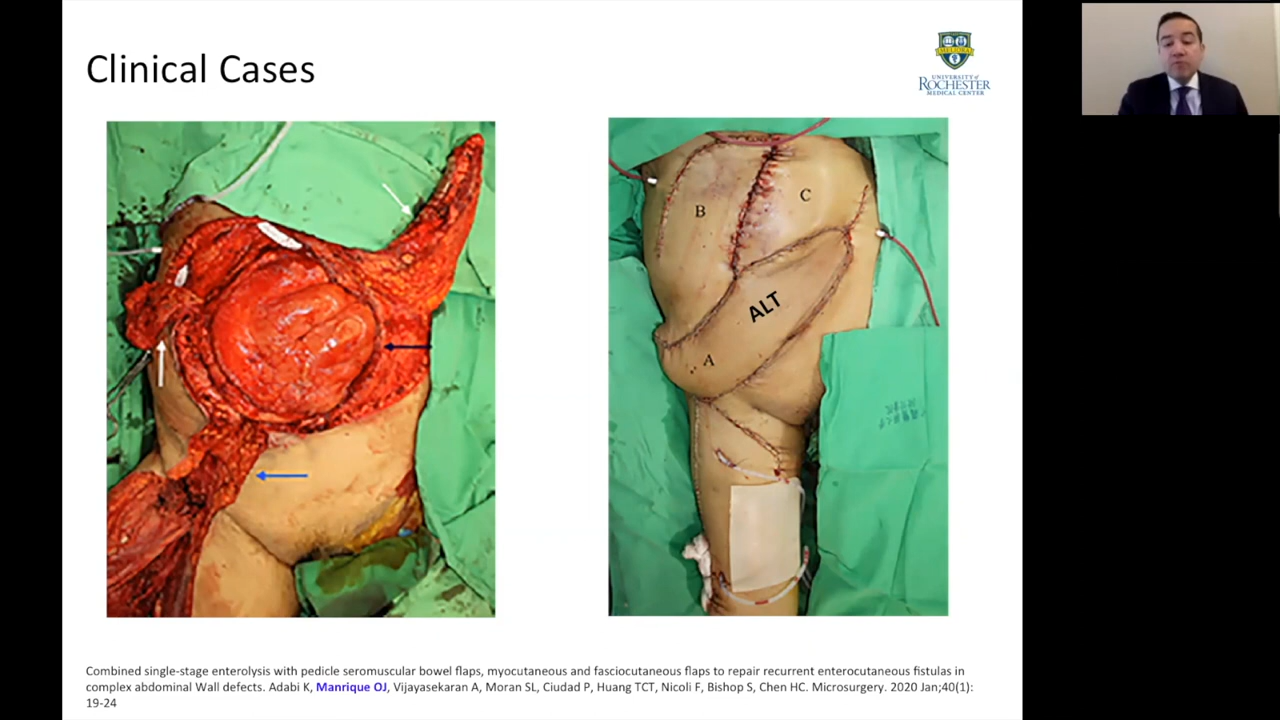 Clinical Cases
MELIORA
UNIVERSITY of
ROCHESTER
MEDICAL CENTER
B
C
ALT
A
Combined single-stage enterolysis with pedicle seromuscular bowel flaps, myocutaneous and fasciocutaneous flaps to repair recurrent enterocutaneous fistulas in
complex abdominal Wall defects. Adabi K, Manrique OJ, Vijayasekaran A, Moran SL, Ciudad P, Huang TCT, Nicoli F, Bishop S, Chen HC. Microsurgery. 2020 Jan;40(1):
19-24